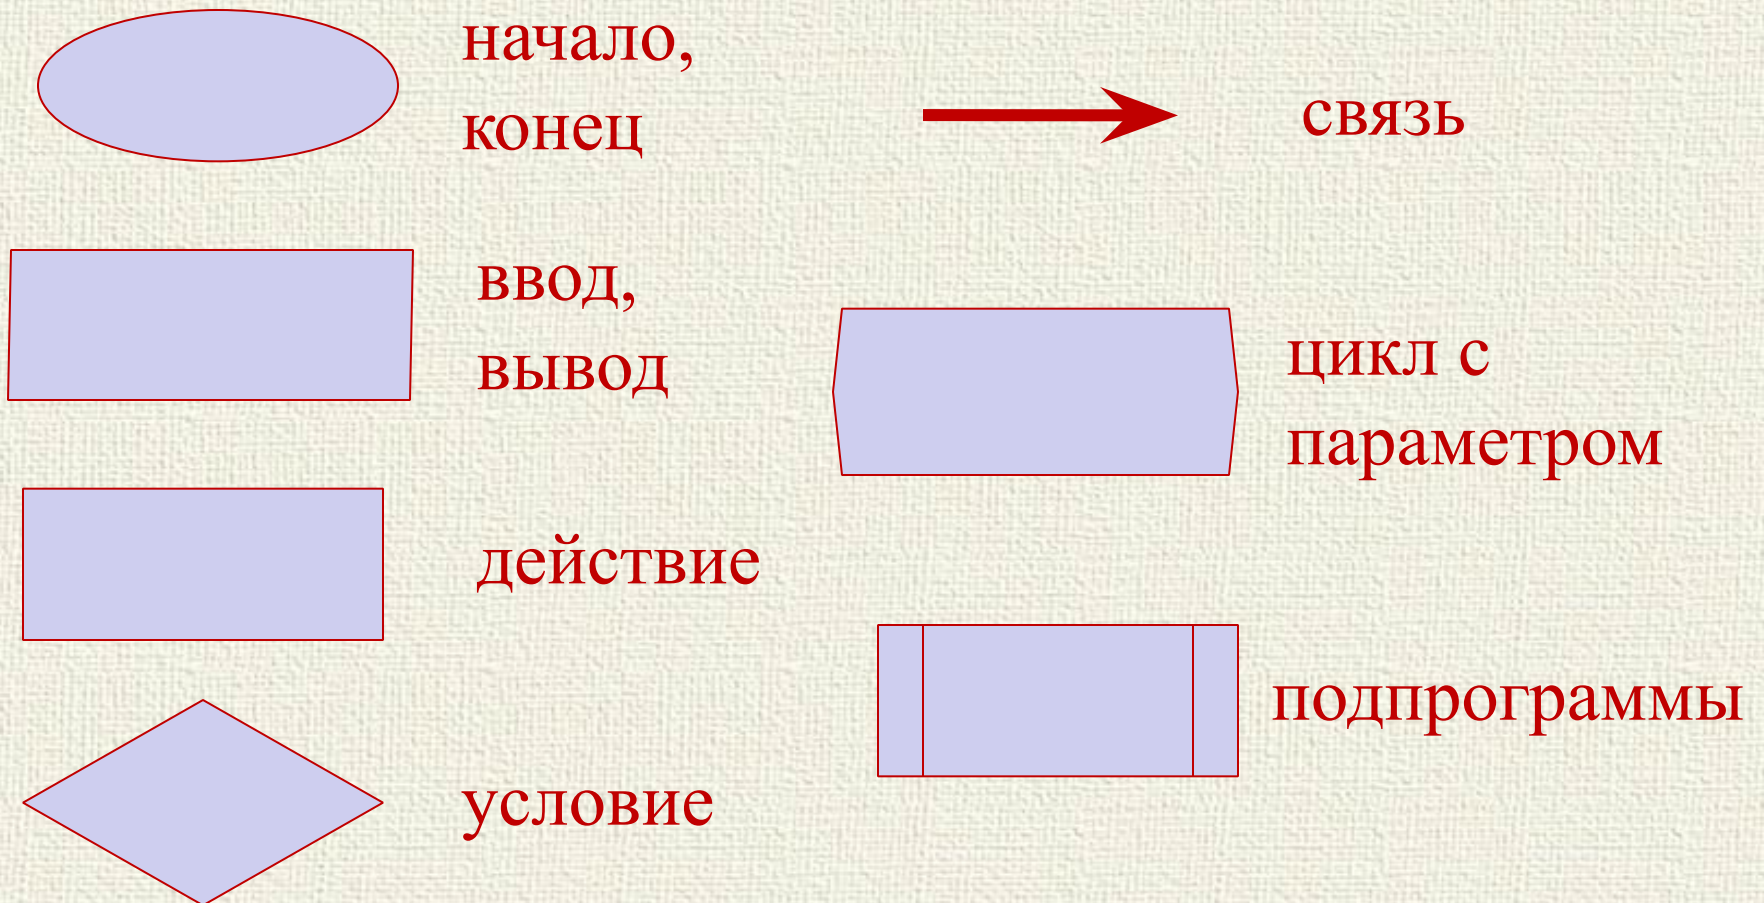 начало,
конец
ввод,
вывод
действие
условие
связь
цикл с
параметром
подпрограммы